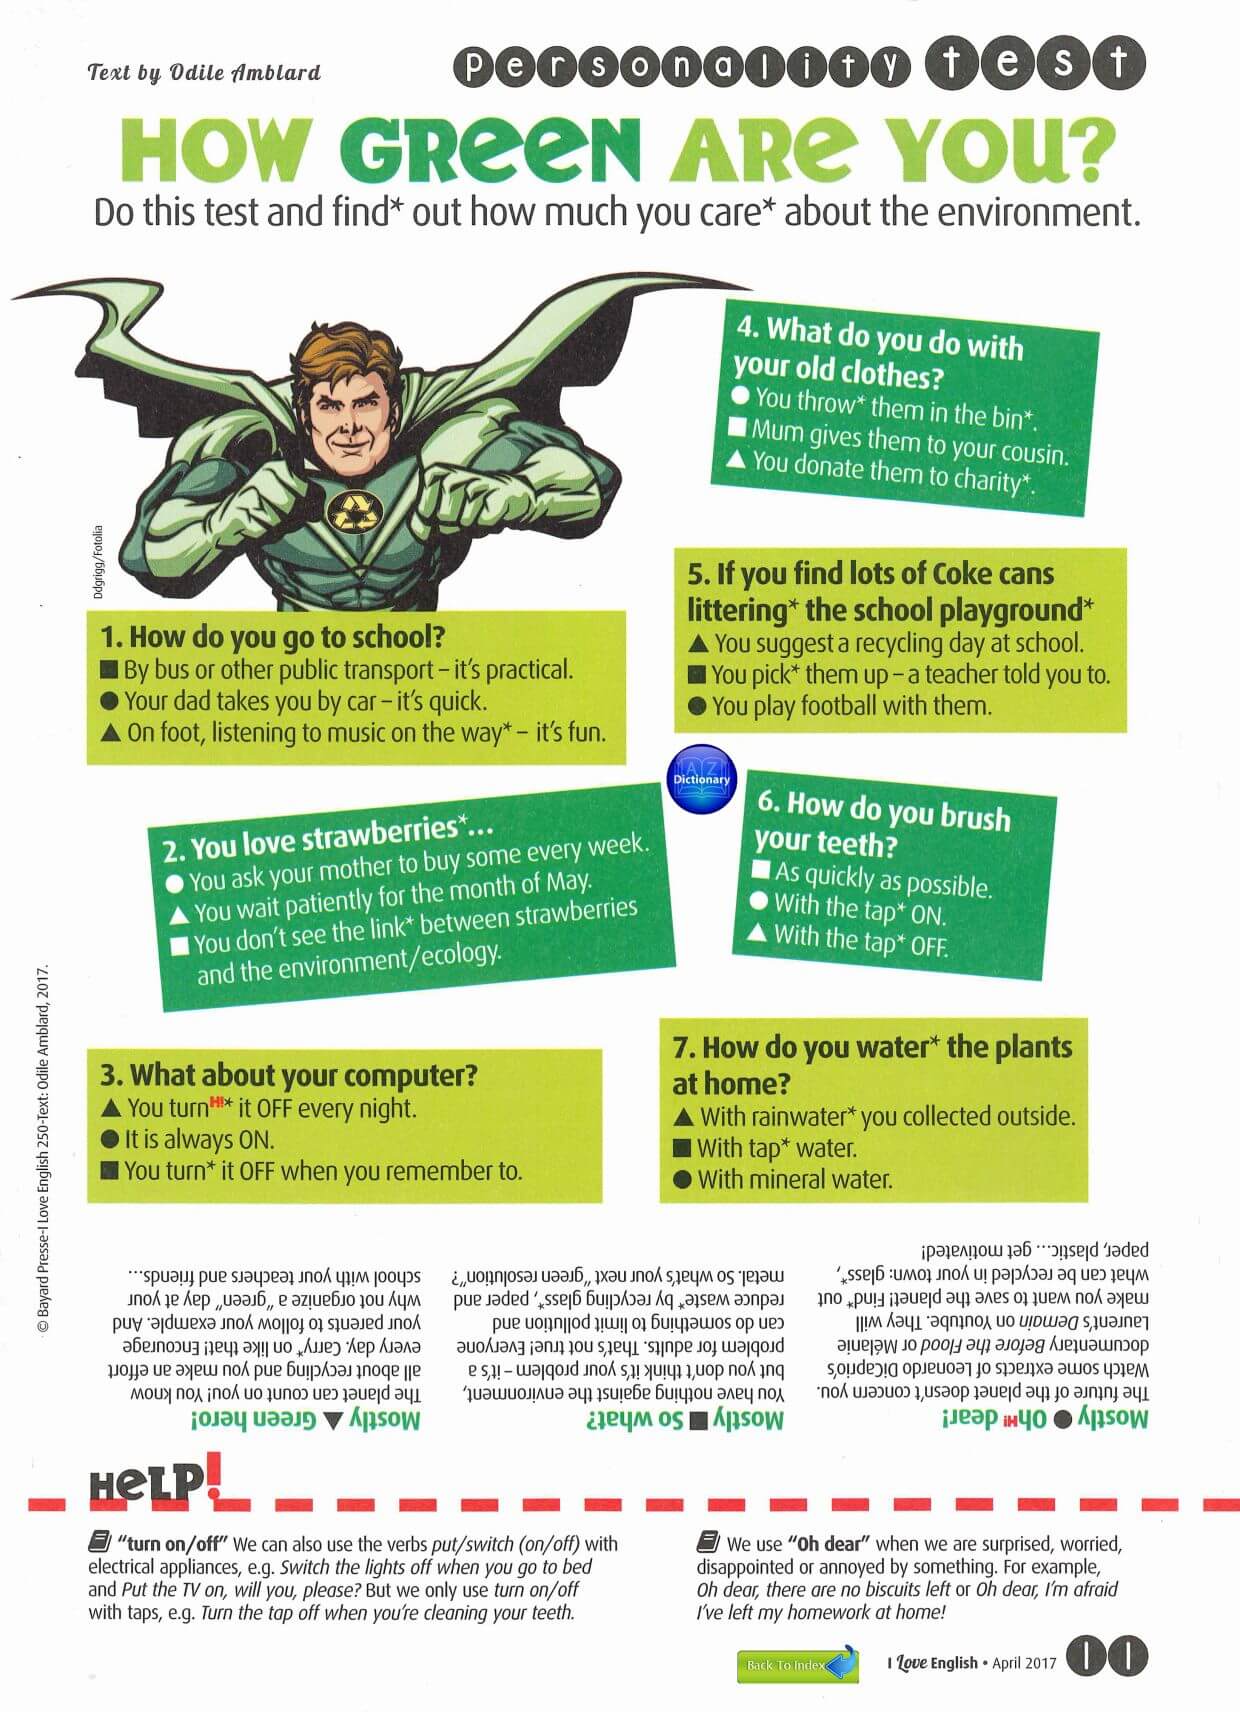 Text by Odile Amblard
personality test
HOW GREEN ARE YOU?
Do this test and find* out how much you care* about the environment.
Ddgrigg/Fotolia
1. How do you go to school?
■ By bus or other public transport – it's practical.
● Your dad takes you by car – it's quick.
▲ On foot, listening to music on the way* – it's fun.
2. You love strawberries*...
● You ask your mother to buy some every week.
▲ You wait patiently for the month of May.
■ You don't see the link* between strawberries
and the environment/ecology.
3. What about your computer?
▲ You turnH!* it OFF every night.
● It is always ON.
■ You turn* it OFF when you remember to.
4. What do you do with
your old clothes?
● You throw* them in the bin*.
■ Mum gives them to your cousin.
▲ You donate them to charity*.
5. If you find lots of Coke cans
littering* the school playground*
▲ You suggest a recycling day at school.
■ You pick* them up – a teacher told you to.
● You play football with them.
A Z
Dictionary
6. How do you brush
your teeth?
■ As quickly as possible.
● With the tap* ON.
▲ With the tap* OFF.
7. How do you water* the plants
at home?
▲ With rainwater* you collected outside.
■ With tap* water.
● With mineral water.
© Bayard Presse-I Love English 250-Text: Odile Amblard, 2017.
Mostly ● OhH! dear!
The future of the planet doesn't concern you.
Watch some extracts of Leonardo DiCaprio's
documentary Before the Flood or Mélanie
Laurent's Demain on Youtube. They will
make you want to save the planet! Find* out
what can be recycled in your town: glass*,
paper, plastic... get motivated!
Mostly ■ So what?
You have nothing against the environment,
but you don't think it's your problem – it's a
problem for adults. That's not true! Everyone
can do something to limit pollution and
reduce waste* by recycling glass*, paper and
metal. So what's your next "green resolution"?
Mostly ▲ Green hero!
The planet can count on you! You know
all about recycling and you make an effort
every day. Carry* on like that! Encourage
your parents to follow your example. And
why not organize a "green" day at your
school with your teachers and friends...
HELP!
"turn on/off" We can also use the verbs put/switch (on/off) with
electrical appliances, e.g. Switch the lights off when you go to bed
and Put the TV on, will you, please? But we only use turn on/off
with taps, e.g. Turn the tap off when you're cleaning your teeth.
We use "Oh dear" when we are surprised, worried,
disappointed or annoyed by something. For example,
Oh dear, there are no biscuits left or Oh dear, I'm afraid
I've left my homework at home!
Back To Index
I Love English • April 2017 11